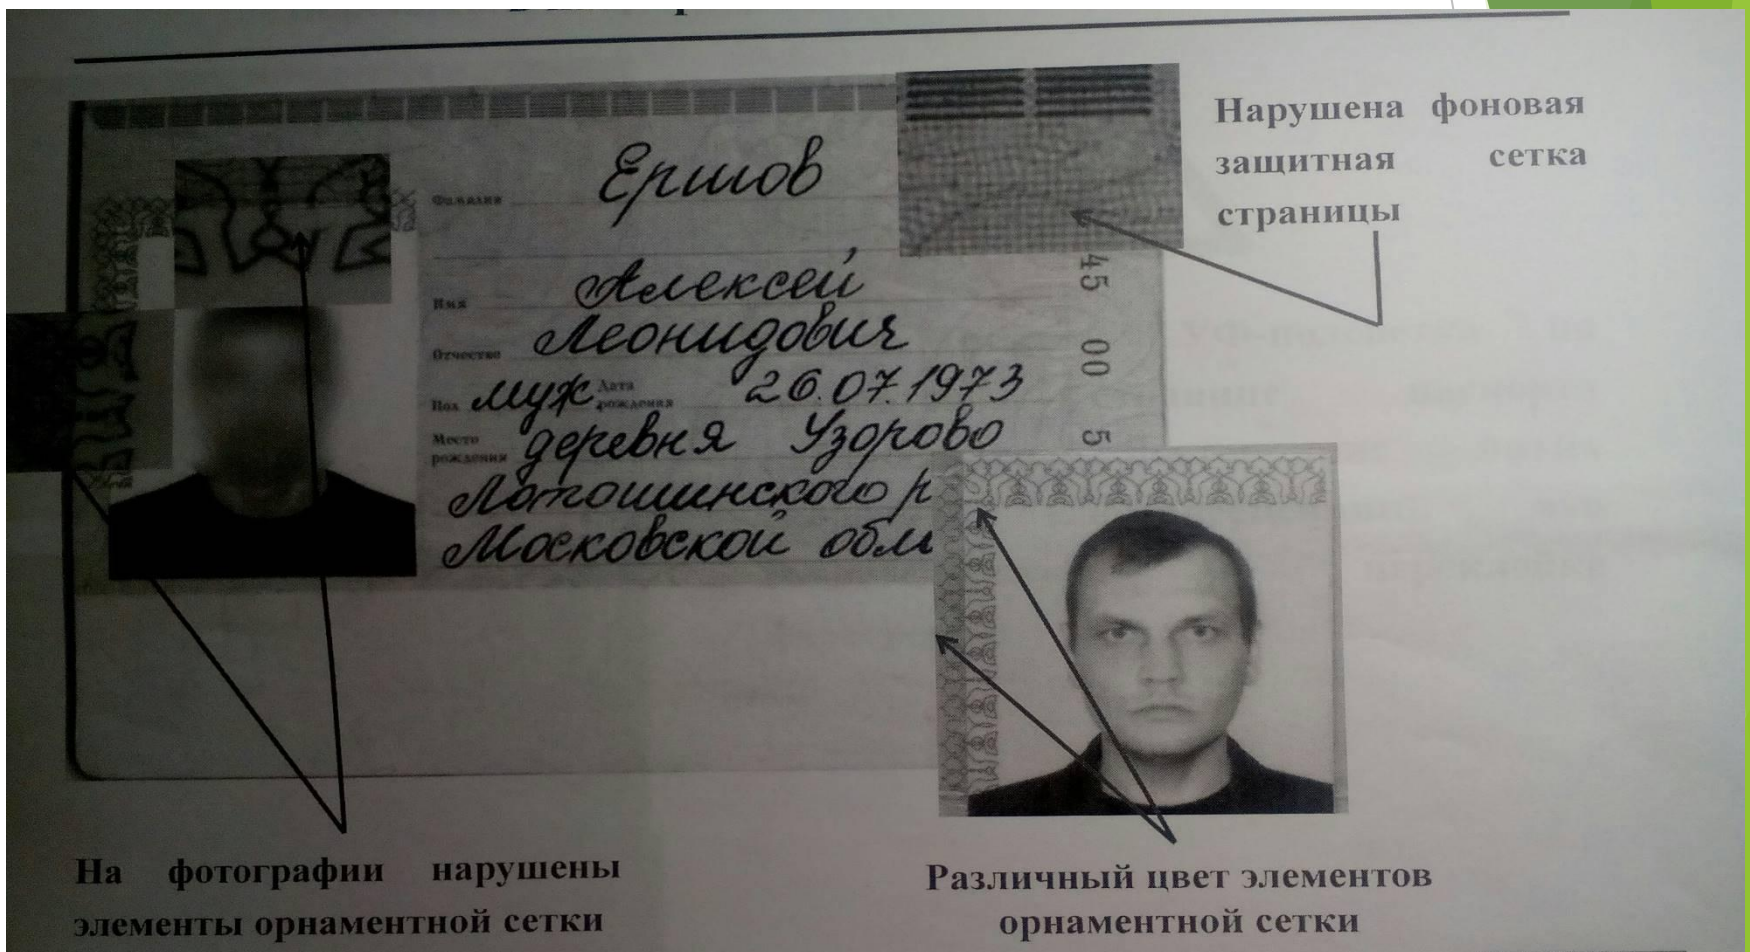 Нарушена фоновая
защитная сетка
страницы
Фамилия Ершов
Имя Алексей
Отчество Леонидович
Пол муж Дата рождения 26.07.1973
Место рождения деревня Узорово
Лотошинского р
Московской обл
45 00 5
На фотографии нарушены
элементы орнаментной сетки
Различный цвет элементов
орнаментной сетки